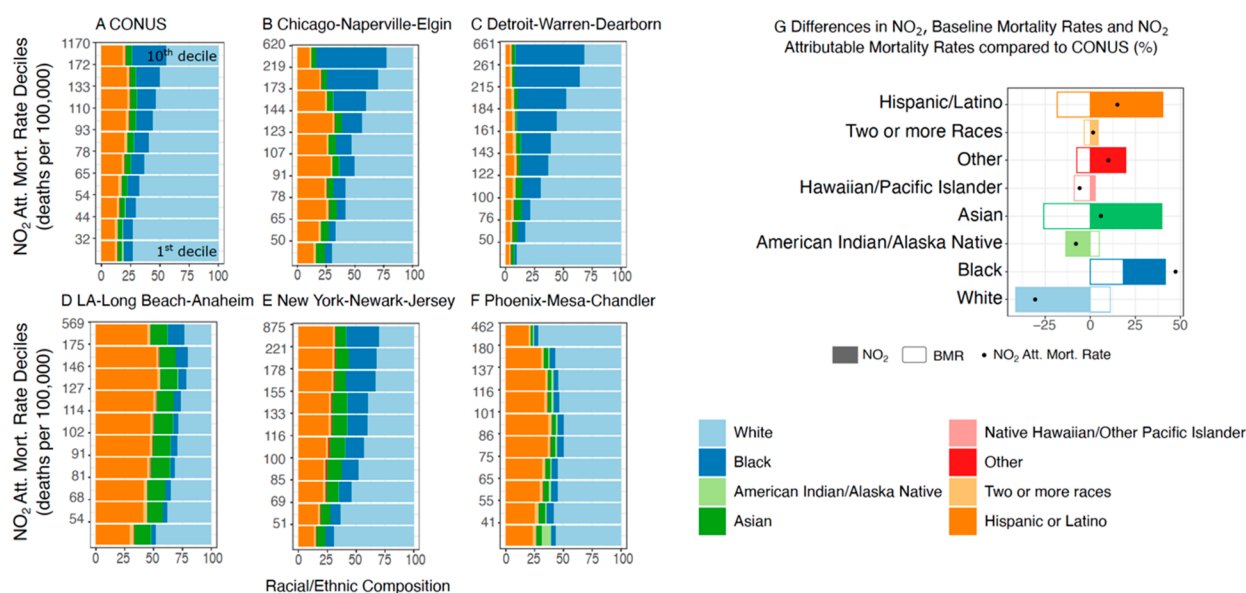 A CONUS
NO₂ Att. Mort. Rate Deciles
(deaths per 100,000)
1170
172
133
110
93
78
65
54
44
32
10th decile
1st decile
0 25 50 75 100
B Chicago-Naperville-Elgin
620
219
173
144
123
107
91
78
65
50
0 25 50 75 100
C Detroit-Warren-Dearborn
661
261
215
184
161
143
122
100
76
50
0 25 50 75 100
D LA-Long Beach-Anaheim
NO₂ Att. Mort. Rate Deciles
(deaths per 100,000)
569
175
146
127
114
102
91
81
68
54
0 25 50 75 100
E New York-Newark-Jersey
875
221
178
155
133
116
100
85
69
51
0 25 50 75 100
F Phoenix-Mesa-Chandler
462
180
137
116
101
86
75
65
55
41
0 25 50 75 100
Racial/Ethnic Composition
G Differences in NO₂, Baseline Mortality Rates and NO₂
Attributable Mortality Rates compared to CONUS (%)
Hispanic/Latino
Two or more Races
Other
Hawaiian/Pacific Islander
Asian
American Indian/Alaska Native
Black
White
−25 0 25 50
NO₂ BMR • NO₂ Att. Mort. Rate
White
Black
American Indian/Alaska Native
Asian
Native Hawaiian/Other Pacific Islander
Other
Two or more races
Hispanic or Latino